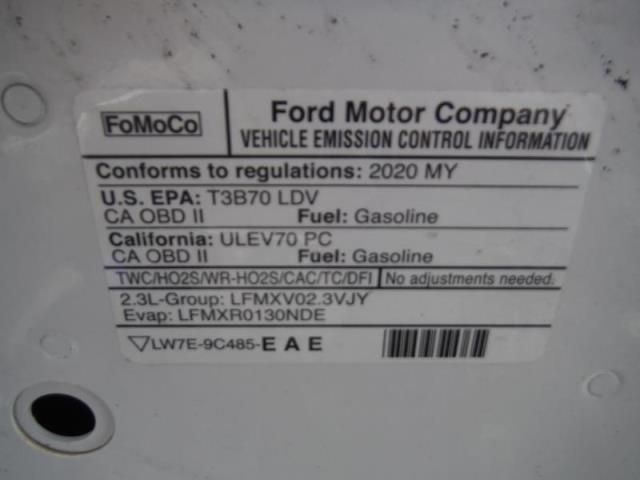 FoMoCo
Ford Motor Company
VEHICLE EMISSION CONTROL INFORMATION
Conforms to regulations: 2020 MY
U.S. EPA: T3B70 LDV
CA OBD II Fuel: Gasoline
California: ULEV70 PC
CA OBD II Fuel: Gasoline
TWC/HO2S/WR-HO2S/CAC/TC/DFI No adjustments needed.
2.3L-Group: LFMXV02.3VJY
Evap: LFMXR0130NDE
LW7E-9C485-E A E